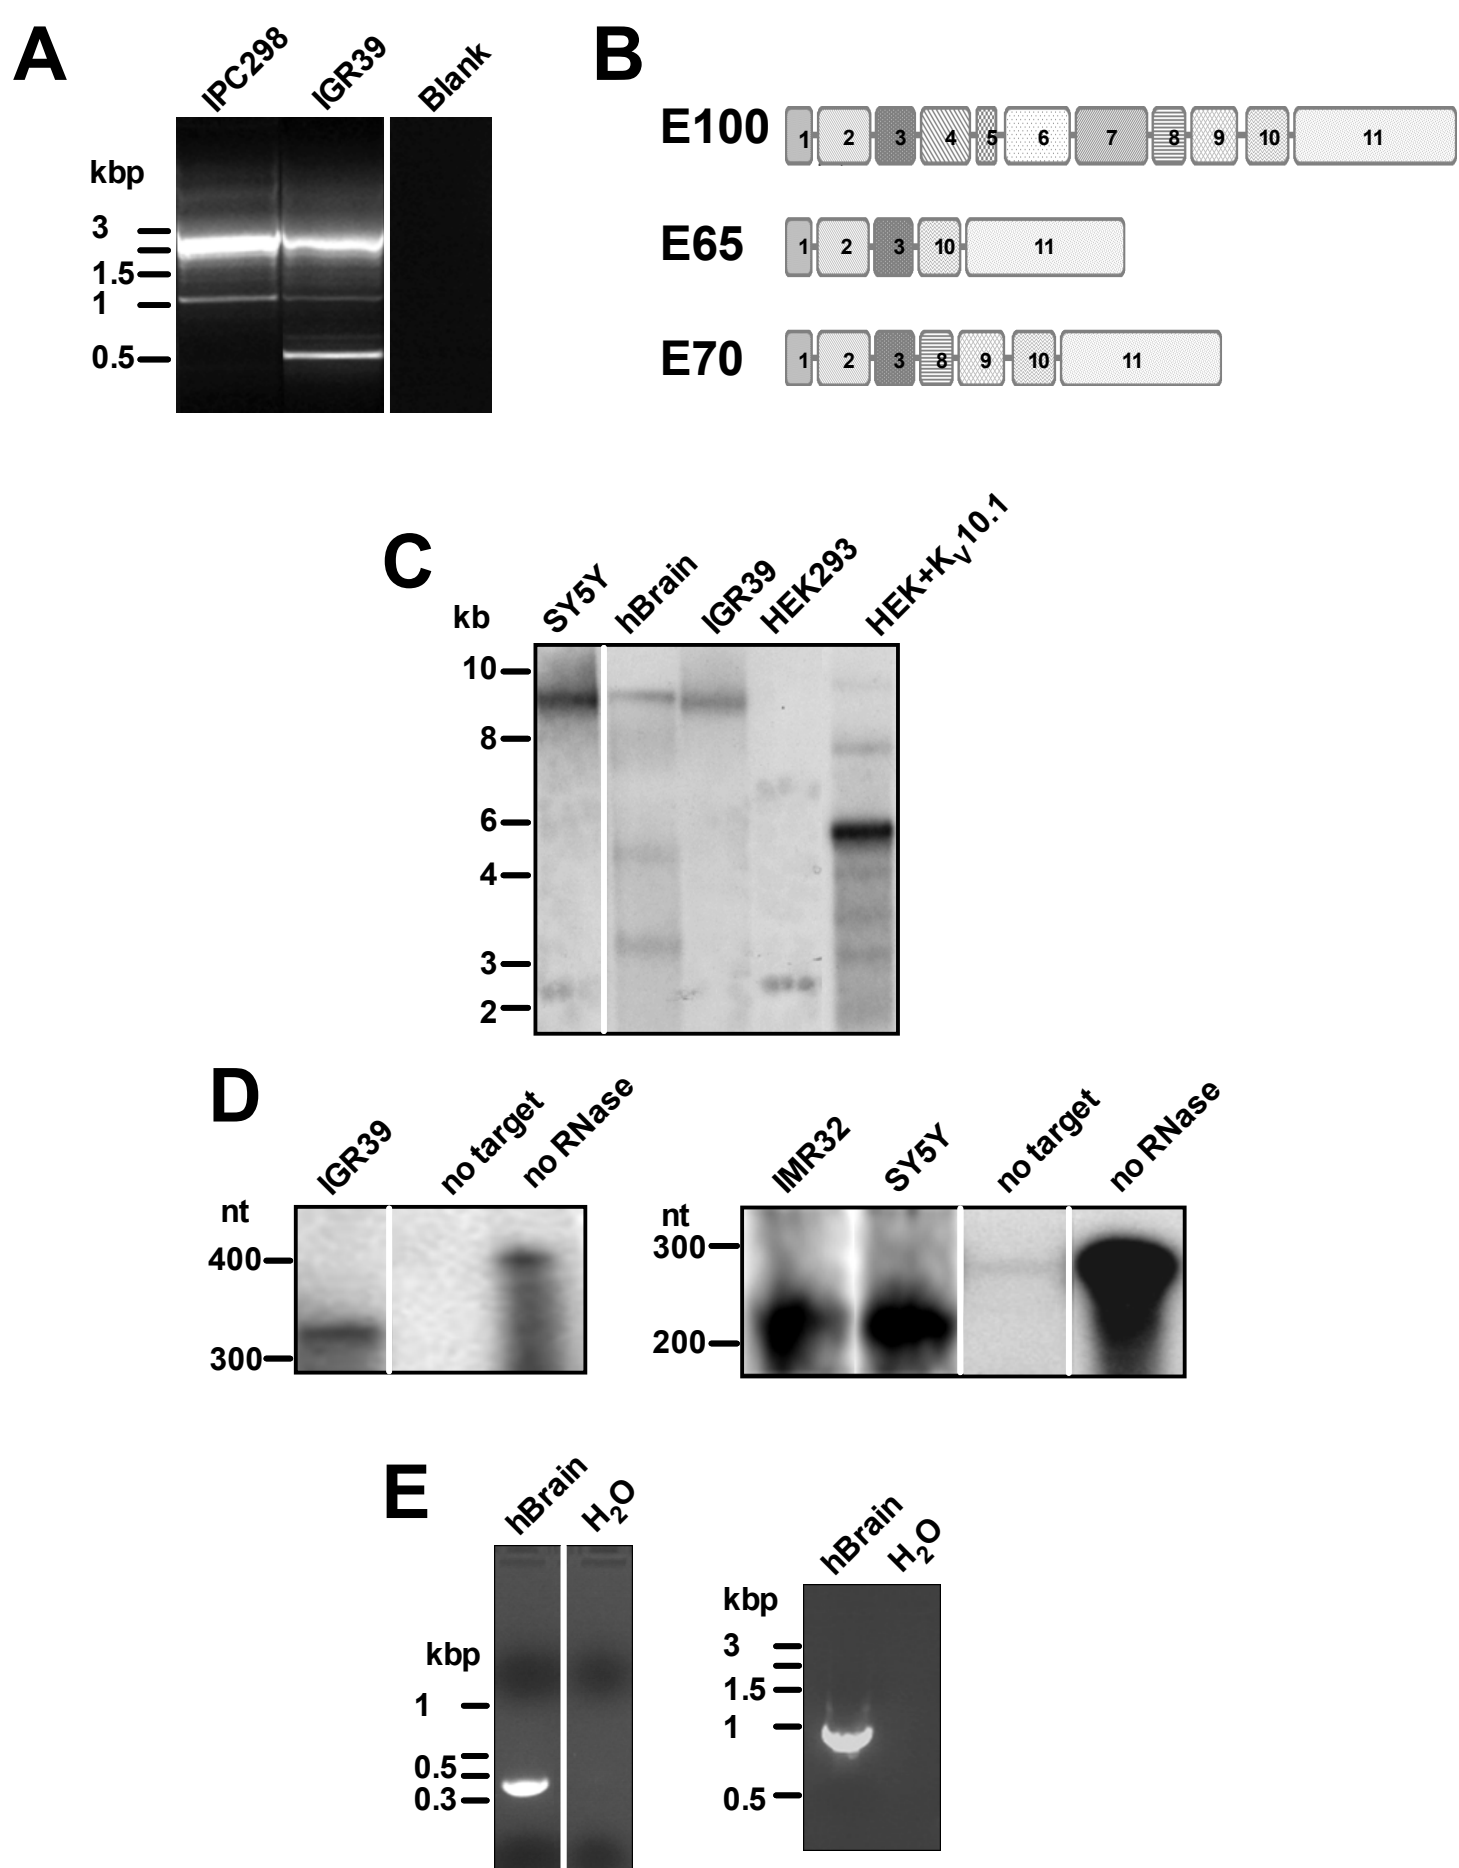 A
IPC298 IGR39 Blank
kbp
3
1.5
1
0.5
B
E100 1 2 3 4 5 6 7 8 9 10 11
E65 1 2 3 10 11
E70 1 2 3 8 9 10 11
C
SY5Y hBrain IGR39 HEK293 HEK+Kv10.1
kb
10
8
6
4
3
2
D
IGR39 no target no RNase
nt
400
300
IMR32 SY5Y no target no RNase
nt
300
200
E
hBrain H2O
kbp
1
0.5
0.3
hBrain H2O
kbp
3
1.5
1
0.5